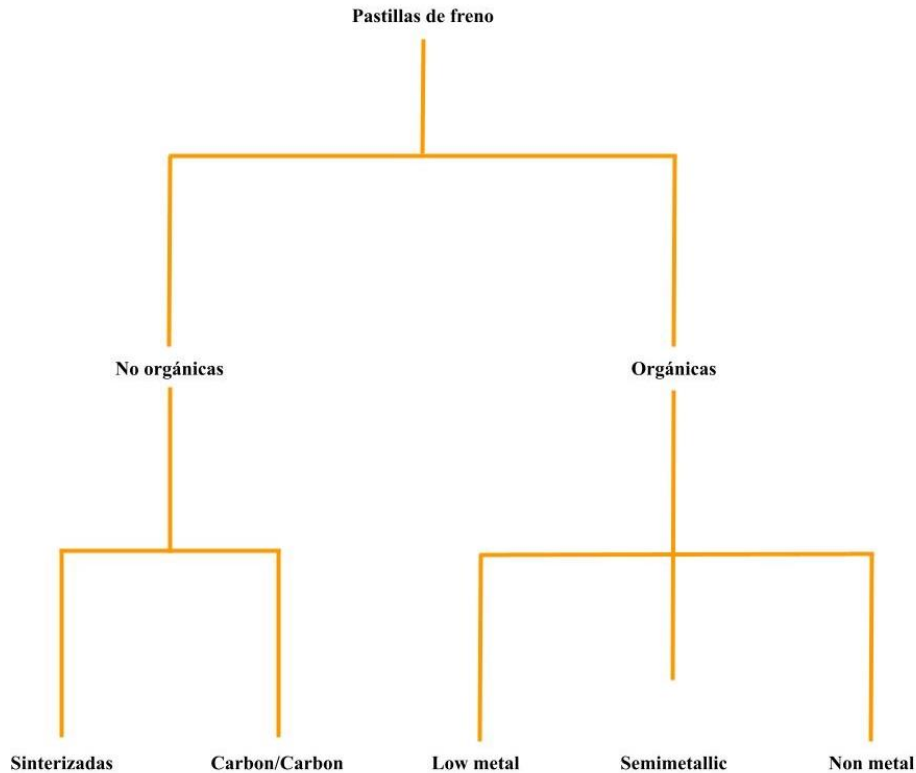 Pastillas de freno
No orgánicas
Orgánicas
Sinterizadas
Carbon/Carbon
Low metal
Semimetallic
Non metal